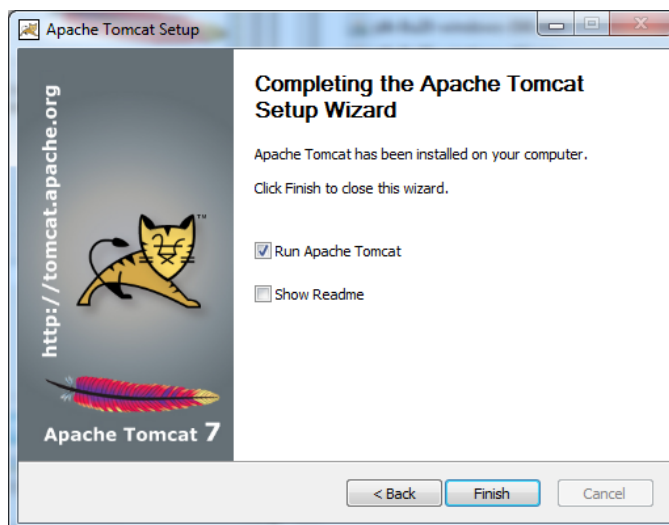 Apache Tomcat Setup
http://tomcat.apache.org
TM
Apache Tomcat 7
Completing the Apache Tomcat
Setup Wizard
Apache Tomcat has been installed on your computer.
Click Finish to close this wizard.
Run Apache Tomcat
Show Readme
< Back
Finish
Cancel